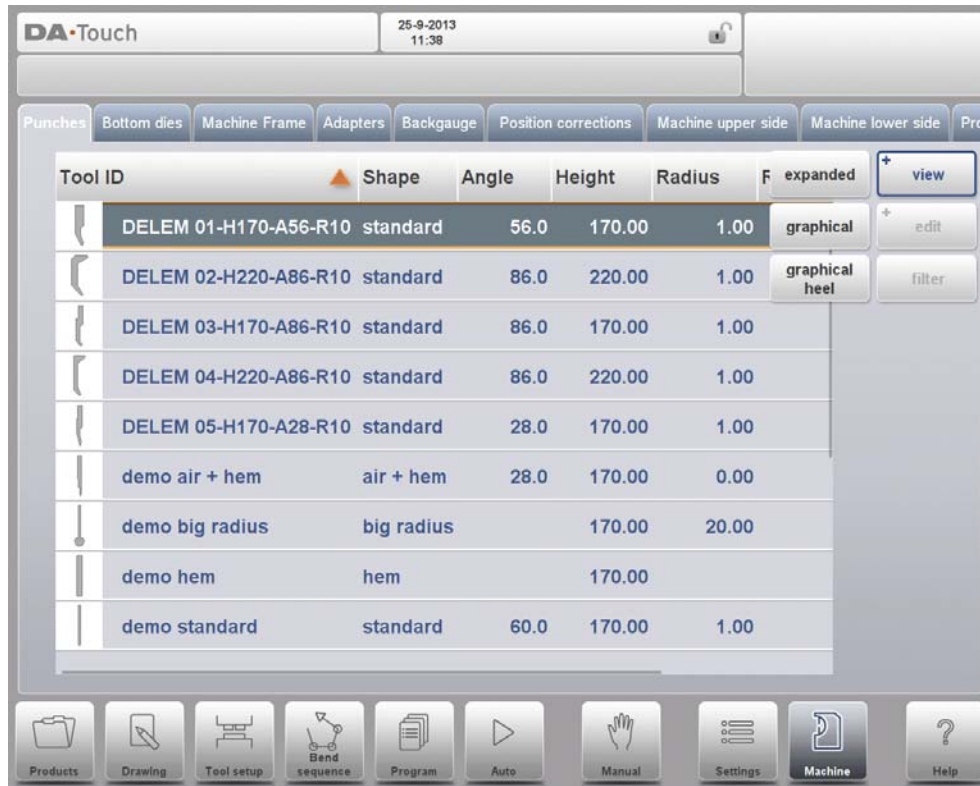 DA·Touch
25-9-2013
11:38
Punches Bottom dies Machine Frame Adapters Backgauge Position corrections Machine upper side Machine lower side Pro
Tool ID Shape Angle Height Radius R expanded view
DELEM 01-H170-A56-R10 standard 56.0 170.00 1.00 graphical edit
DELEM 02-H220-A86-R10 standard 86.0 220.00 1.00 graphical heel filter
DELEM 03-H170-A86-R10 standard 86.0 170.00 1.00
DELEM 04-H220-A86-R10 standard 86.0 220.00 1.00
DELEM 05-H170-A28-R10 standard 28.0 170.00 1.00
demo air + hem air + hem 28.0 170.00 0.00
demo big radius big radius 170.00 20.00
demo hem hem 170.00
demo standard standard 60.0 170.00 1.00
Products Drawing Tool setup Bend sequence Program Auto Manual Settings Machine Help